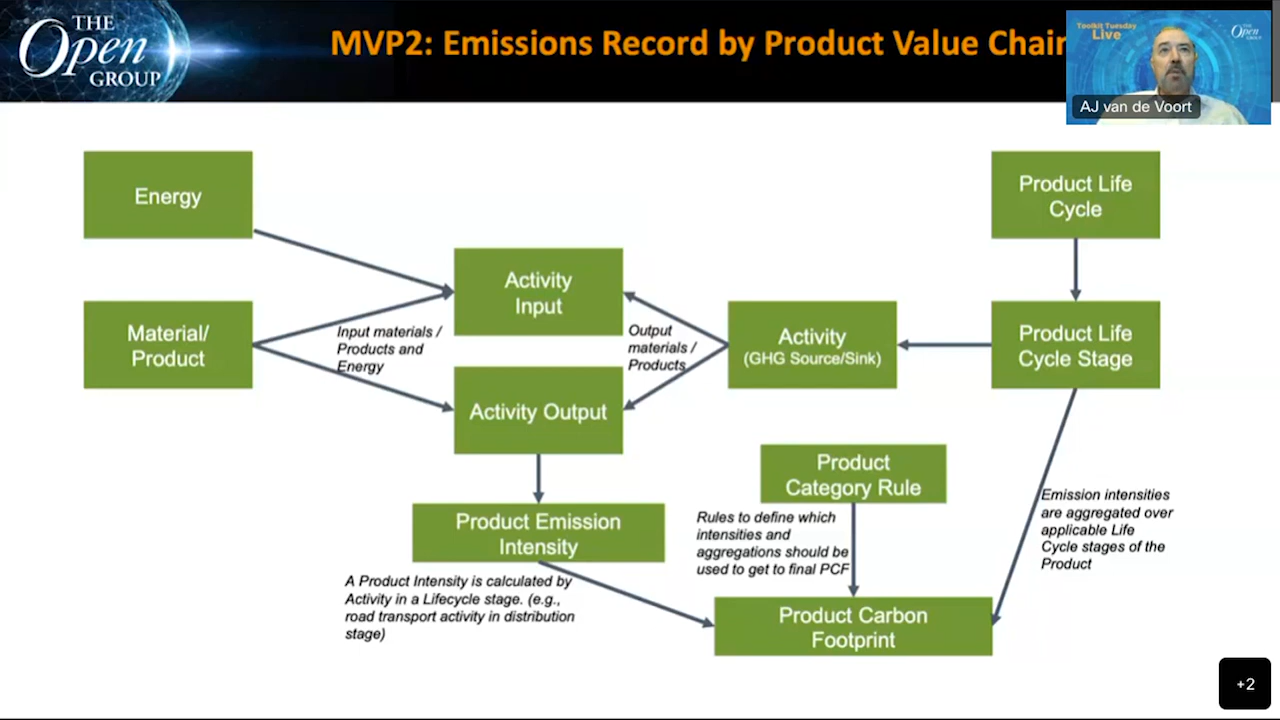 THE
Open
GROUP
MVP2: Emissions Record by Product Value Chain
Toolkit Tuesday
Live
THE
Open
GROUP
AJ van de Voort
Energy
Product Life
Cycle
Activity
Input
Material/
Product
Input materials /
Products and
Energy
Output
materials /
Products
Activity
(GHG Source/Sink)
Product Life
Cycle Stage
Activity Output
Product
Category Rule
Product Emission
Intensity
Rules to define which
intensities and
aggregations should be
used to get to final PCF
Emission intensities
are aggregated over
applicable Life
Cycle stages of the
Product
A Product Intensity is calculated by
Activity in a Lifecycle stage. (e.g.,
road transport activity in distribution
stage)
Product Carbon
Footprint
+2